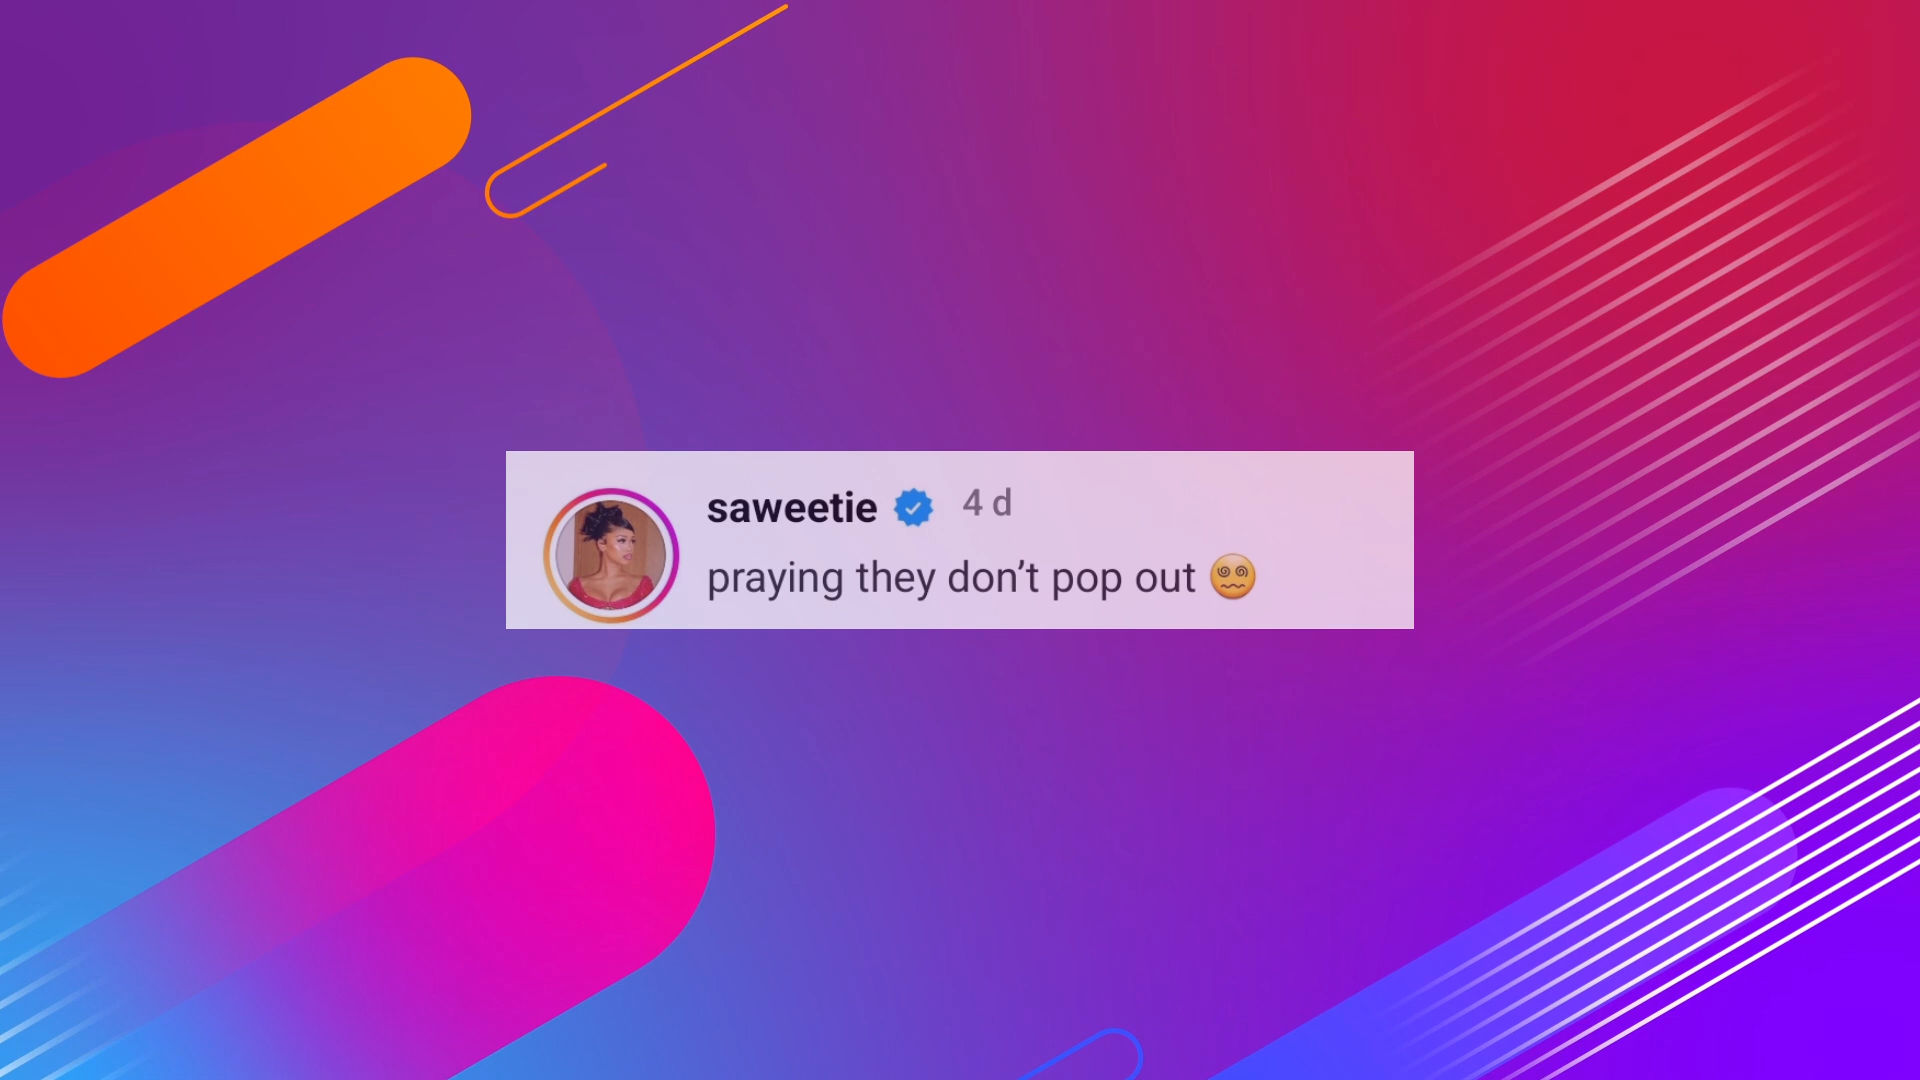 saweetie 4 d
praying they don’t pop out 😵‍💫